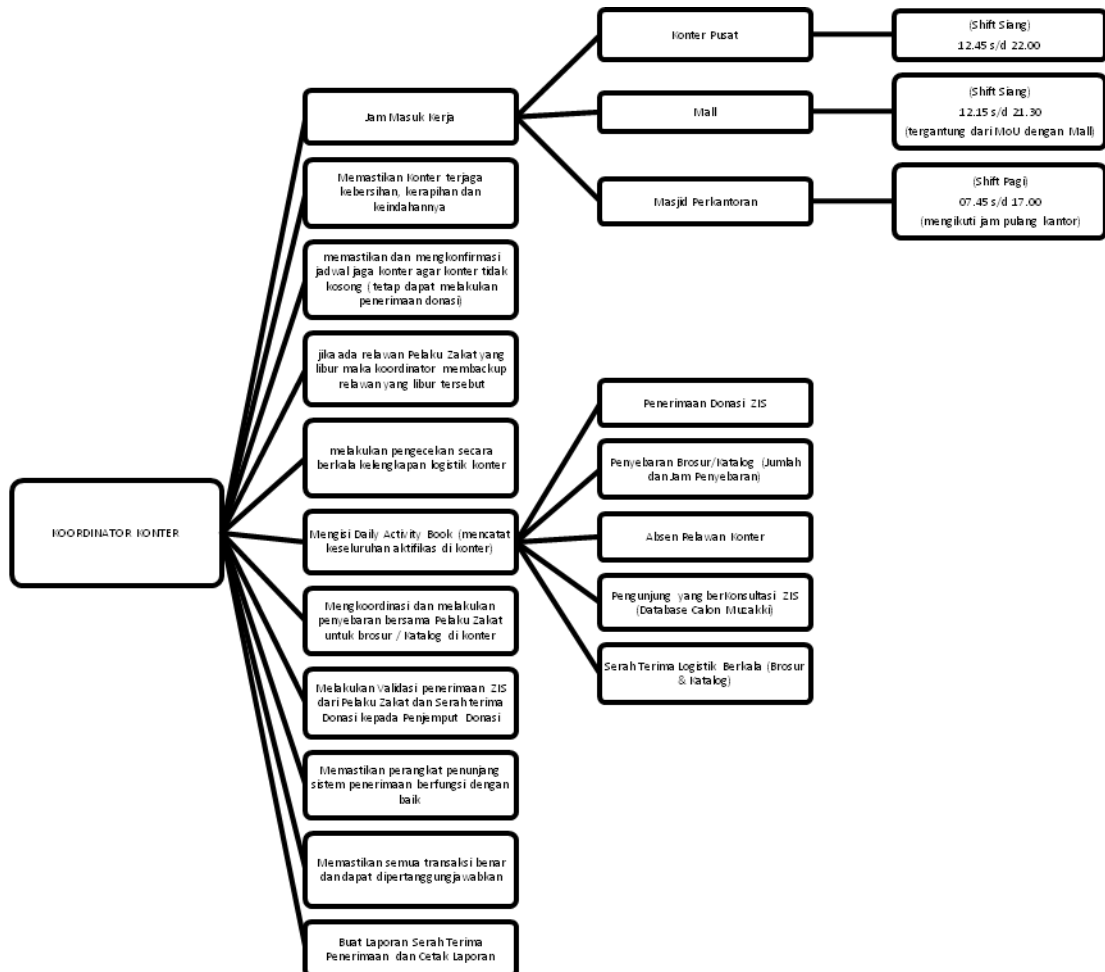 KOORDINATOR KONTER
Jam Masuk Kerja
Konter Pusat
(Shift Siang)
12.45 s/d 22.00
Mall
(Shift Siang)
12.15 s/d 21.30
(tergantung dari MoU dengan Mall)
Masjid Perkantoran
(Shift Pagi)
07.45 s/d 17.00
(mengikuti jam pulang kantor)
Memastikan Konter terjaga
kebersihan, kerapihan dan
keindahannya
memastikan dan mengkonfirmasi
jadwal jaga konter agar konter tidak
kosong (tetap dapat melakukan
penerimaan donasi)
jika ada relawan Pelaku Zakat yang
libur maka koordinator membackup
relawan yang libur tersebut
melakukan pengecekan secara
berkala kelengkapan logistik konter
Mengisi Daily Activity Book (mencatat
keseluruhan aktifikas di konter)
Penerimaan Donasi ZIS
Penyebaran Brosur/Katalog (Jumlah
dan Jam Penyebaran)
Absen Relawan Konter
Pengunjung yang berKonsultasi ZIS
(Database Calon Muzakki)
Serah Terima Logistik Berkala (Brosur
& Katalog)
Mengkoordinasi dan melakukan
penyebaran bersama Pelaku Zakat
untuk brosur / Katalog di konter
Melakukan Validasi penerimaan ZIS
dari Pelaku Zakat dan Serah terima
Donasi kepada Penjemput Donasi
Memastikan perangkat penunjang
sistem penerimaan berfungsi dengan
baik
Memastikan semua transaksi benar
dan dapat dipertanggungjawabkan
Buat Laporan Serah Terima
Penerimaan dan Cetak Laporan